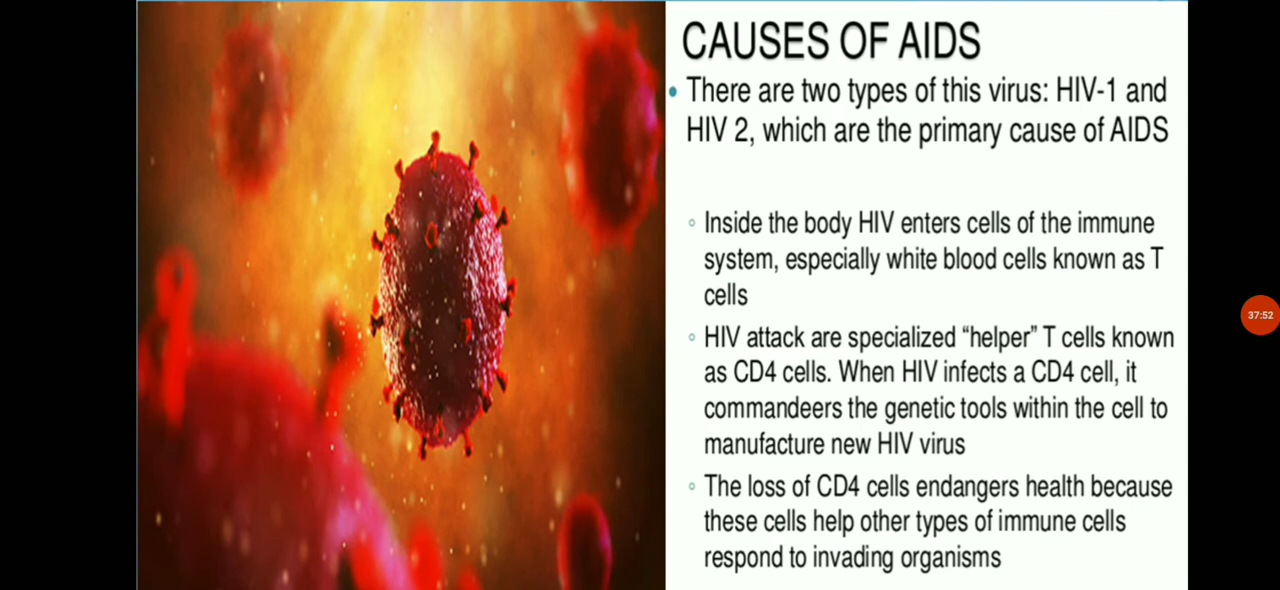 CAUSES OF AIDS
• There are two types of this virus: HIV-1 and
HIV 2, which are the primary cause of AIDS
◦ Inside the body HIV enters cells of the immune
system, especially white blood cells known as T
cells
◦ HIV attack are specialized “helper” T cells known
as CD4 cells. When HIV infects a CD4 cell, it
commandeers the genetic tools within the cell to
manufacture new HIV virus
◦ The loss of CD4 cells endangers health because
these cells help other types of immune cells
respond to invading organisms
37:52